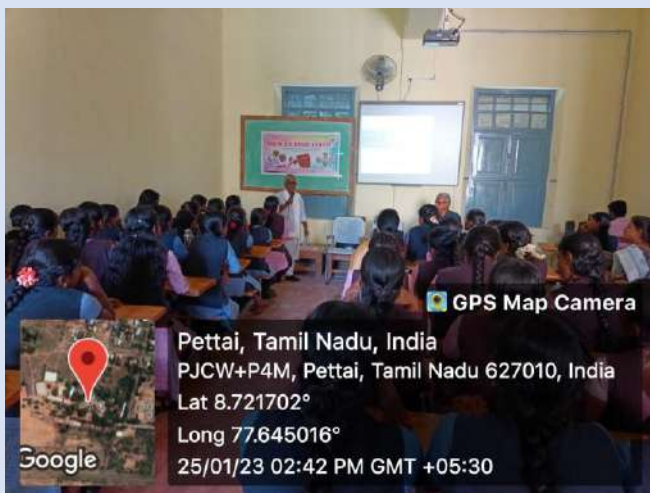 GPS Map Camera
Pettai, Tamil Nadu, India
PJCW+P4M, Pettai, Tamil Nadu 627010, India
Lat 8.721702°
Long 77.645016°
25/01/23 02:42 PM GMT +05:30
Google